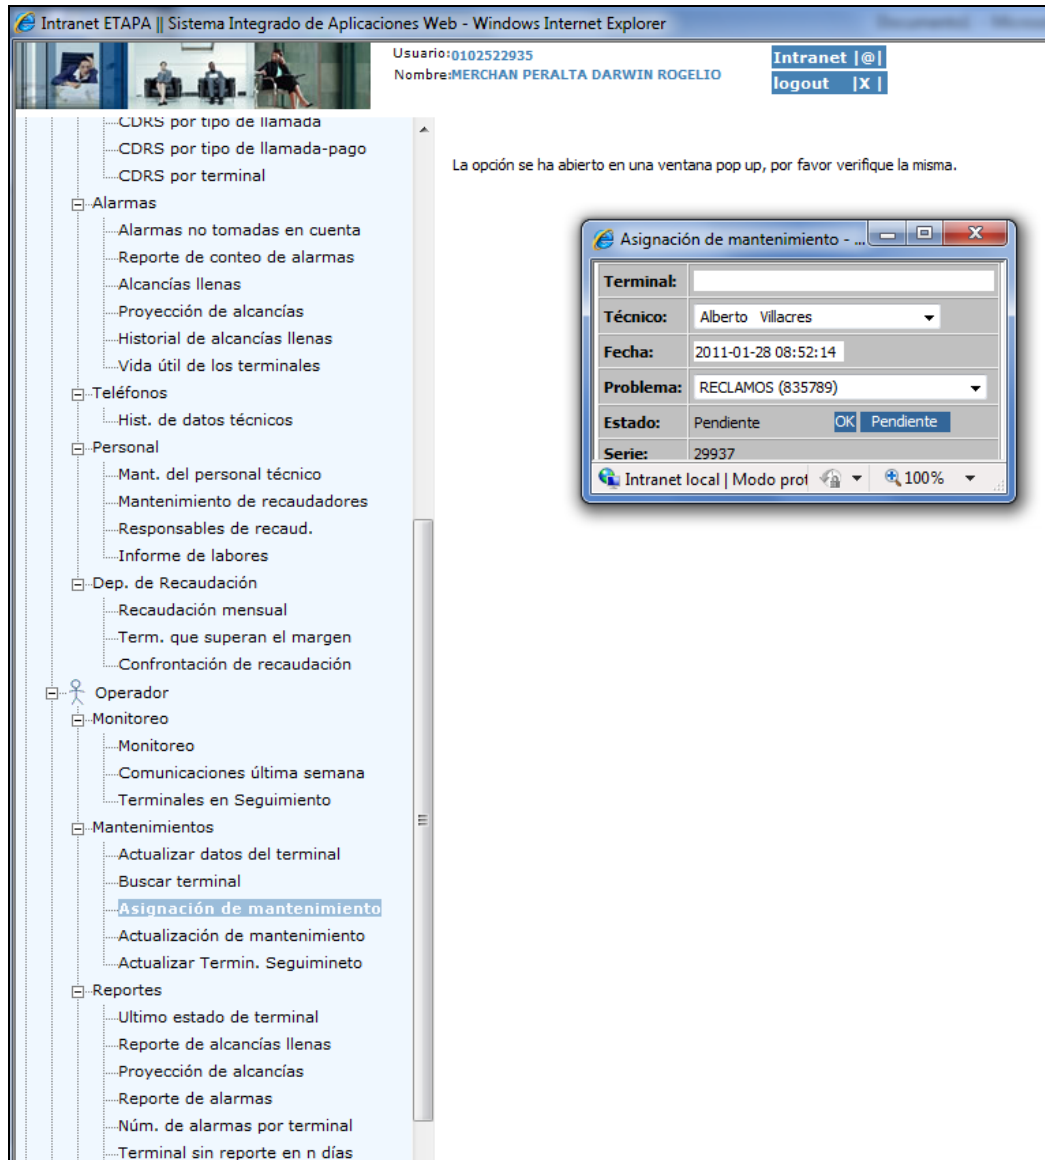 Intranet ETAPA || Sistema Integrado de Aplicaciones Web - Windows Internet Explorer
Usuario:0102522935
Nombre:MERCHAN PERALTA DARWIN ROGELIO
Intranet |@|
logout |X |
CDRS por tipo de llamada
CDRS por tipo de llamada-pago
CDRS por terminal
Alarmas
Alarmas no tomadas en cuenta
Reporte de conteo de alarmas
Alcancías llenas
Proyección de alcancías
Historial de alcancías llenas
Vida útil de los terminales
Teléfonos
Hist. de datos técnicos
Personal
Mant. del personal técnico
Mantenimiento de recaudadores
Responsables de recaud.
Informe de labores
Dep. de Recaudación
Recaudación mensual
Term. que superan el margen
Confrontación de recaudación
Operador
Monitoreo
Monitoreo
Comunicaciones última semana
Terminales en Seguimiento
Mantenimientos
Actualizar datos del terminal
Buscar terminal
Asignación de mantenimiento
Actualización de mantenimiento
Actualizar Termin. Seguimineto
Reportes
Ultimo estado de terminal
Reporte de alcancías llenas
Proyección de alcancías
Reporte de alarmas
Núm. de alarmas por terminal
Terminal sin reporte en n días
La opción se ha abierto en una ventana pop up, por favor verifique la misma.
Asignación de mantenimiento - ...
Terminal:
Técnico: Alberto Villacres
Fecha: 2011-01-28 08:52:14
Problema: RECLAMOS (835789)
Estado: Pendiente OK Pendiente
Serie: 29937
Intranet local | Modo prot 100%